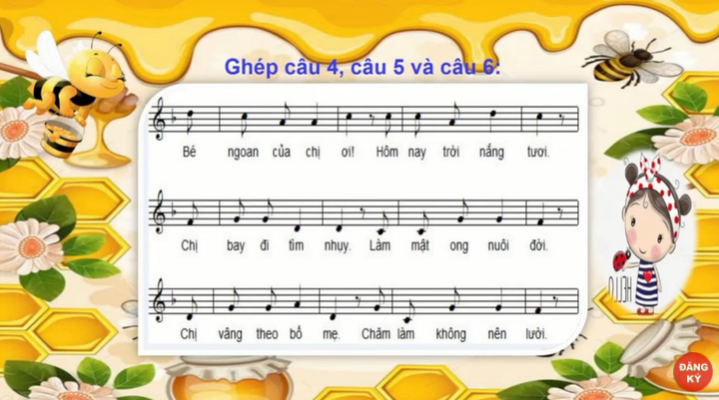 Ghép câu 4, câu 5 và câu 6:
Bé ngoan của chị ơi! Hôm nay trời nắng tươi.
Chị bay đi tìm nhụy. Làm mật ong nuôi đời.
Chị vâng theo bố mẹ. Chăm làm không nên lười.
HELLO
ĐĂNG
KÝ